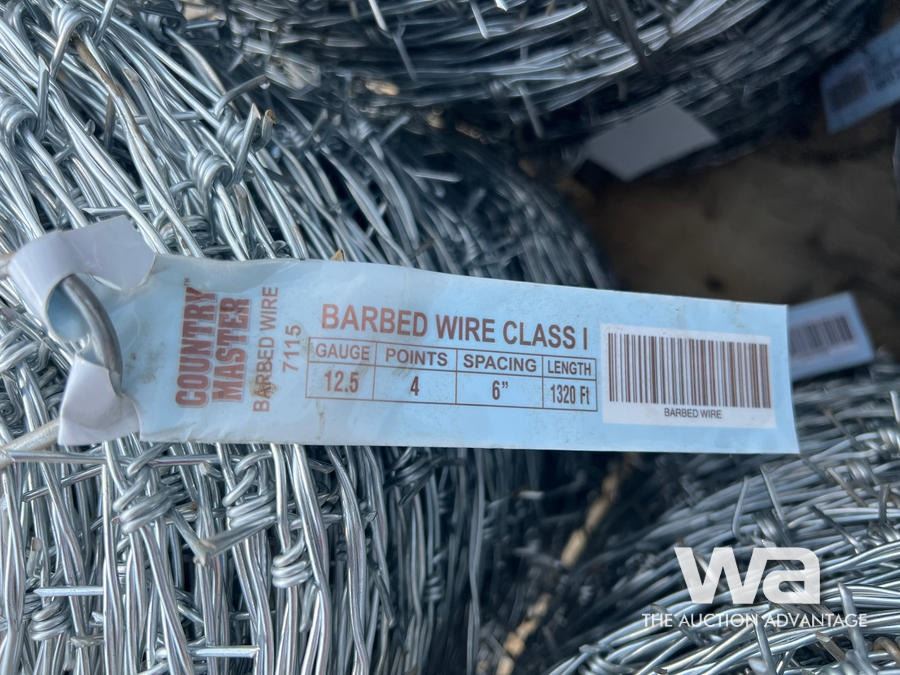 COUNTRY
MASTER™
BARBED WIRE
7115
BARBED WIRE CLASS I
GAUGE POINTS SPACING LENGTH
12.5 4 6” 1320 Ft
BARBED WIRE
wa
THE AUCTION ADVANTAGE